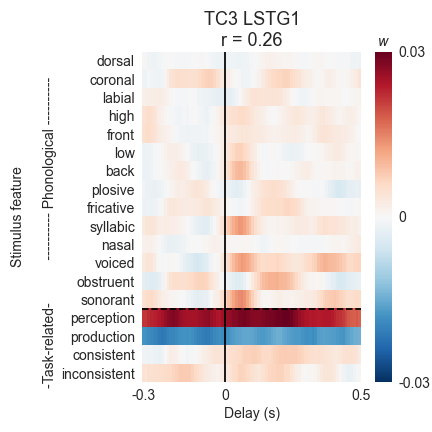 TC3 LSTG1
r = 0.26
w
dorsal
coronal
labial
high
front
low
back
plosive
fricative
syllabic
nasal
voiced
obstruent
sonorant
perception
production
consistent
inconsistent
Stimulus feature
---------- Phonological ----------
-Task-related-
-0.3
0
0.5
Delay (s)
0.03
0
-0.03